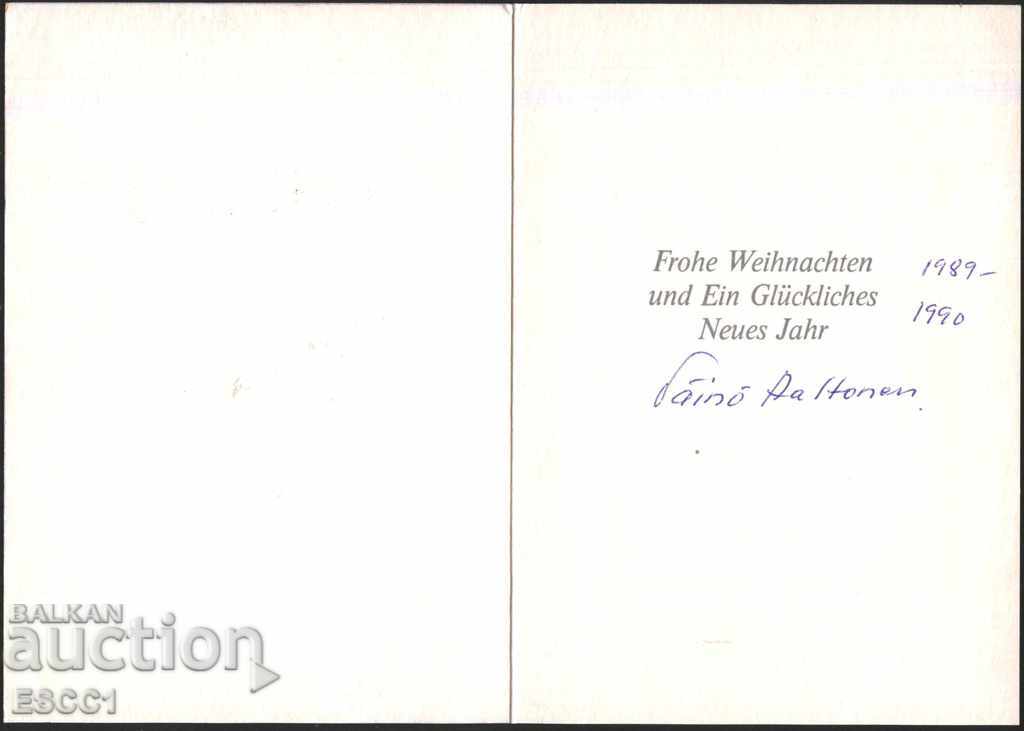 Frohe Weihnachten
und Ein Glückliches
Neues Jahr
1989-
1990
Väinö Aaltonen
BALKAN
auction
ESCC1